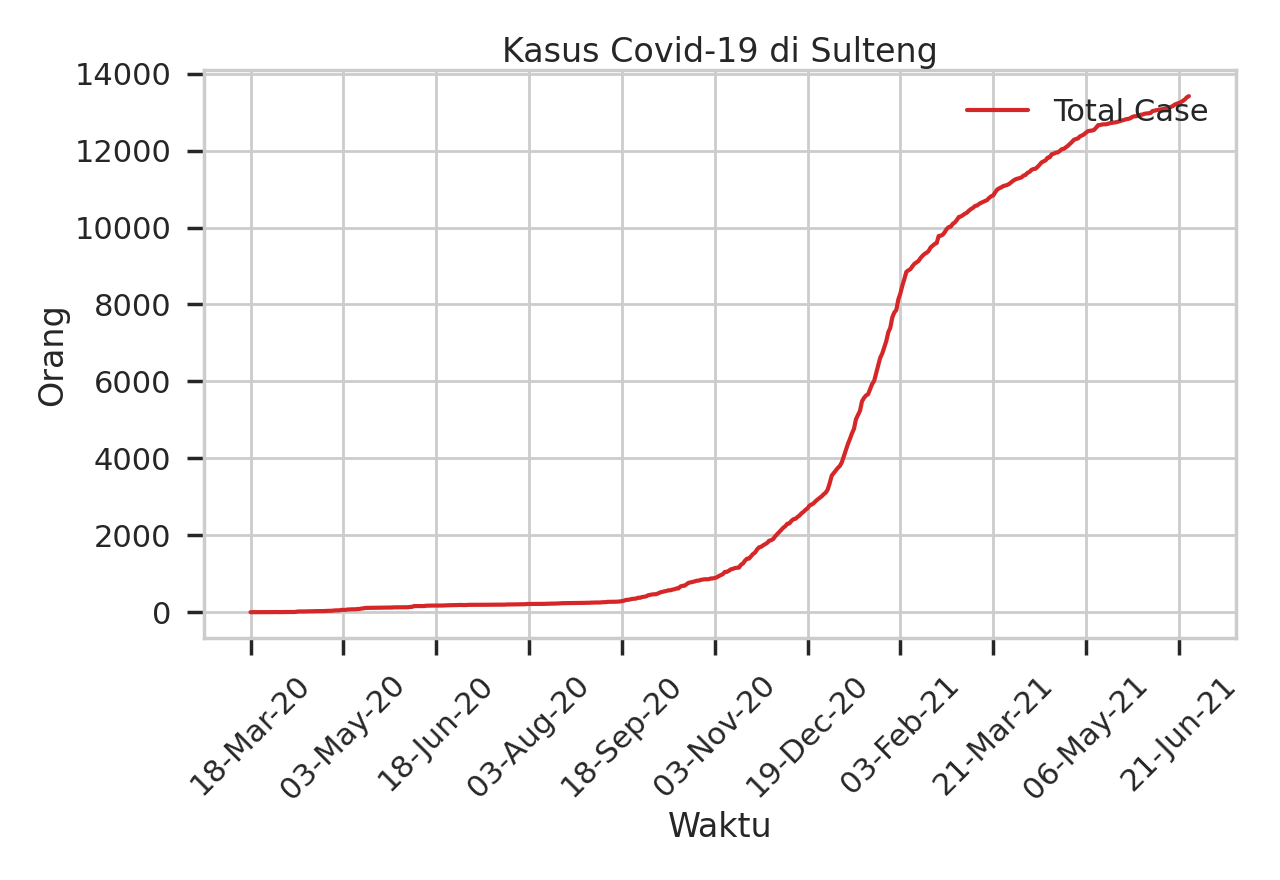 Kasus Covid-19 di Sulteng
14000
12000
10000
8000
6000
4000
2000
0
Orang
Total Case
18-Mar-20
03-May-20
18-Jun-20
03-Aug-20
18-Sep-20
03-Nov-20
19-Dec-20
03-Feb-21
21-Mar-21
06-May-21
21-Jun-21
Waktu